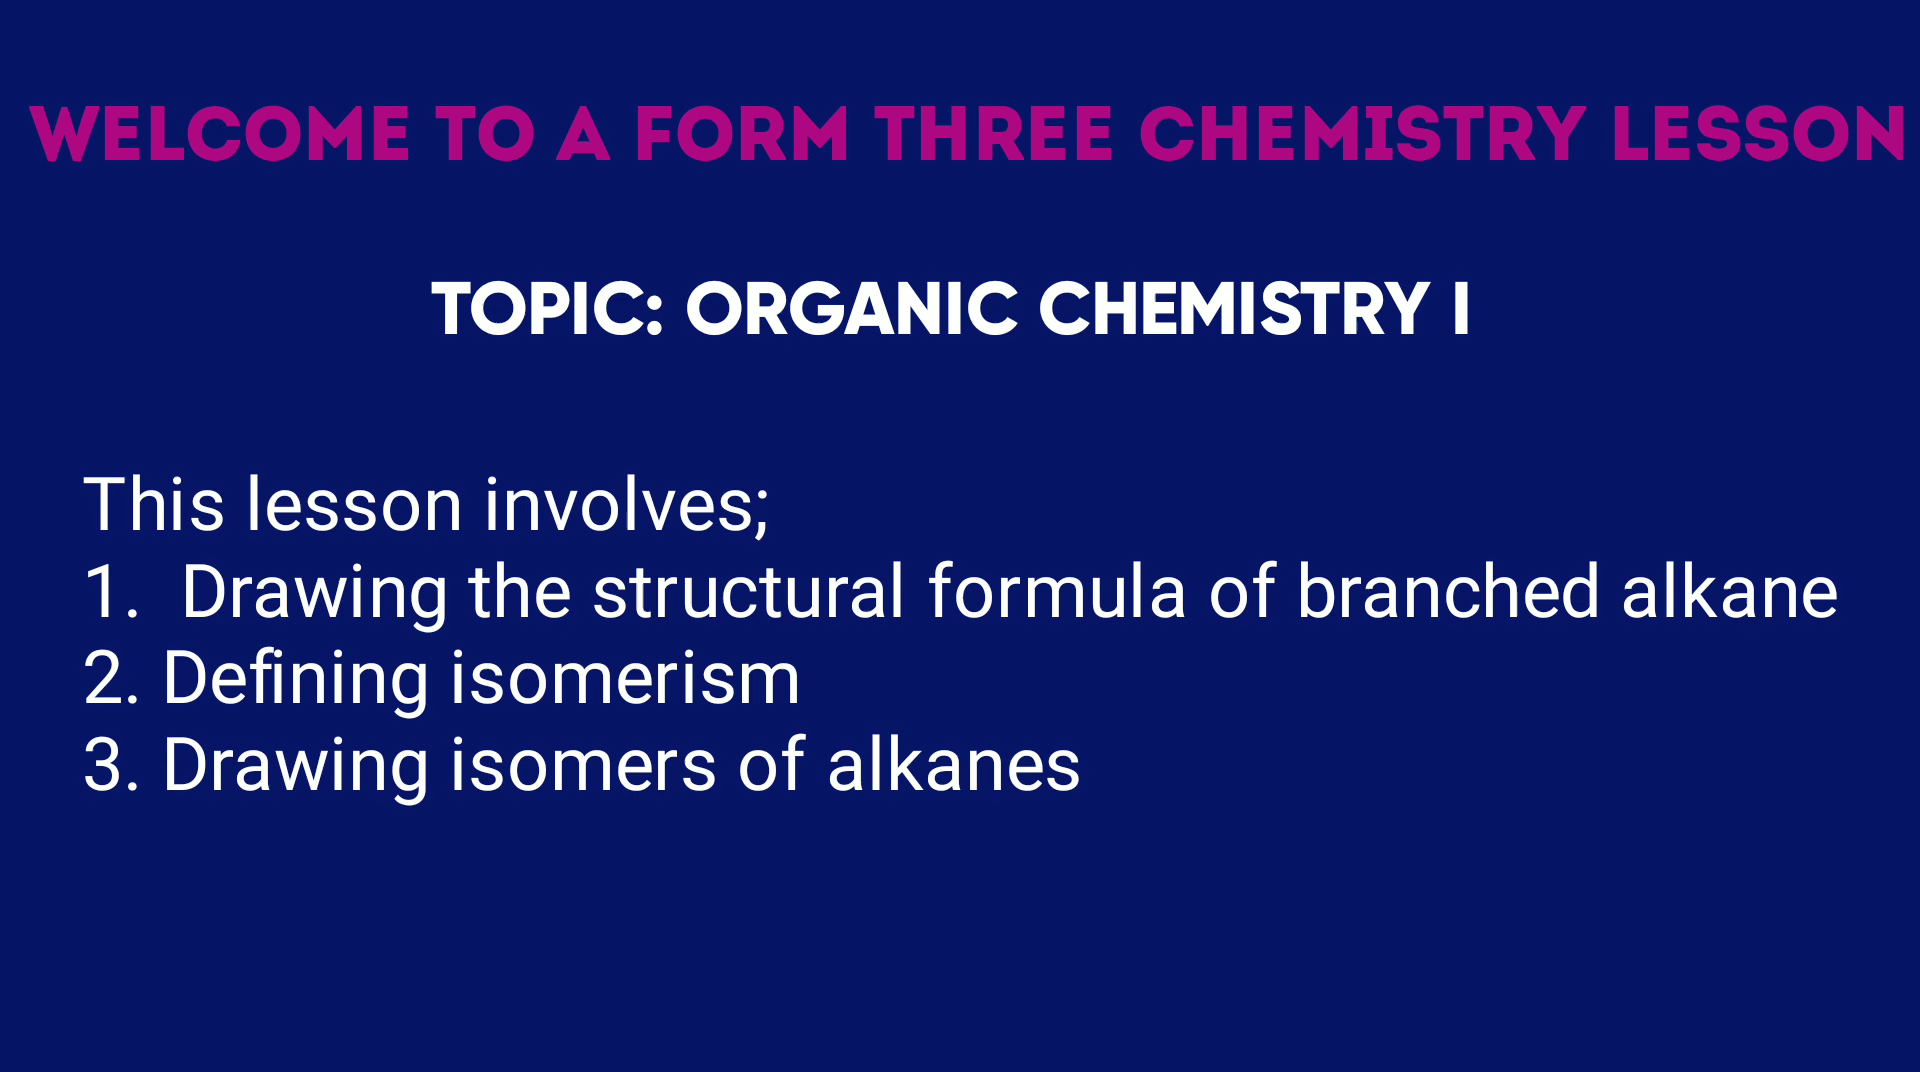 WELCOME TO A FORM THREE CHEMISTRY LESSON
TOPIC: ORGANIC CHEMISTRY I
This lesson involves;
1. Drawing the structural formula of branched alkane
2. Defining isomerism
3. Drawing isomers of alkanes